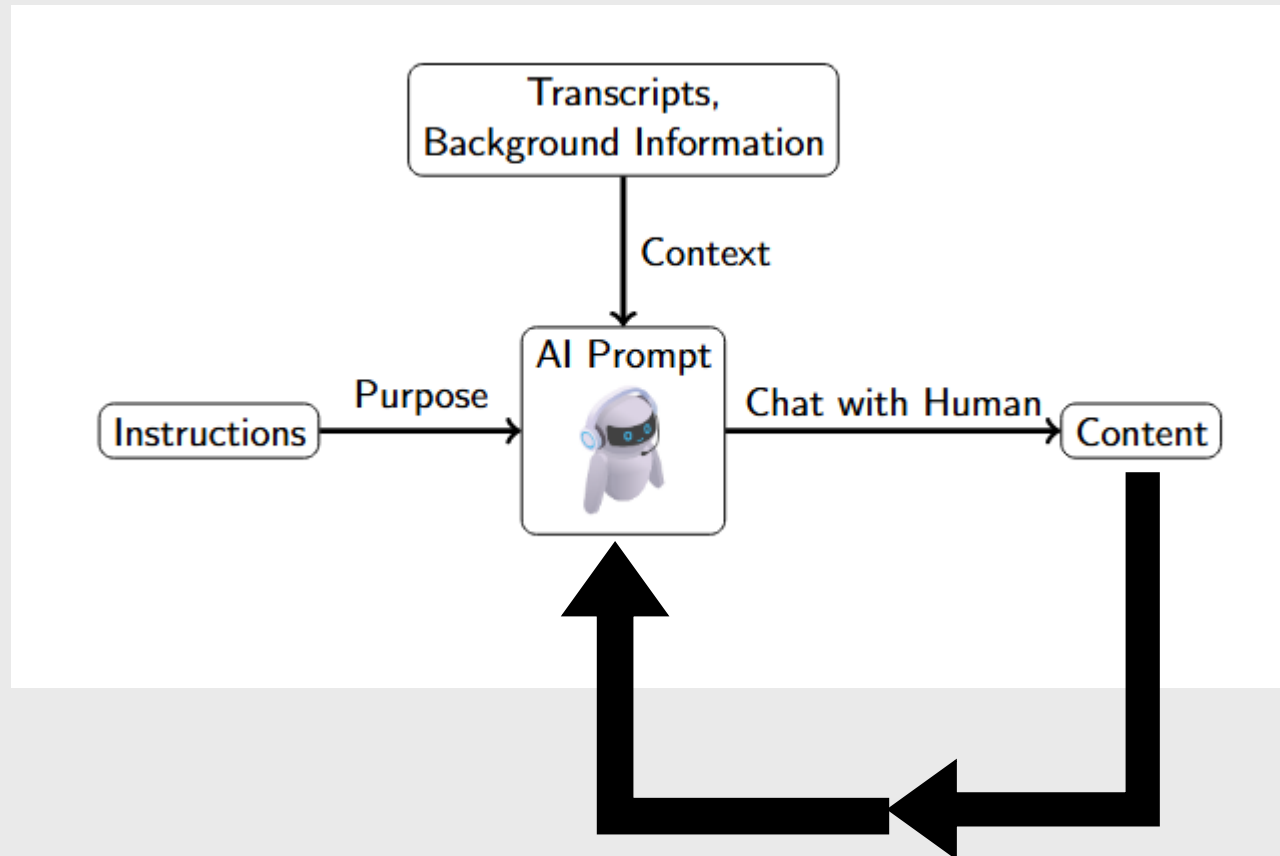 Transcripts,
Background Information
Context
AI Prompt
Purpose
Chat with Human
Instructions
Content